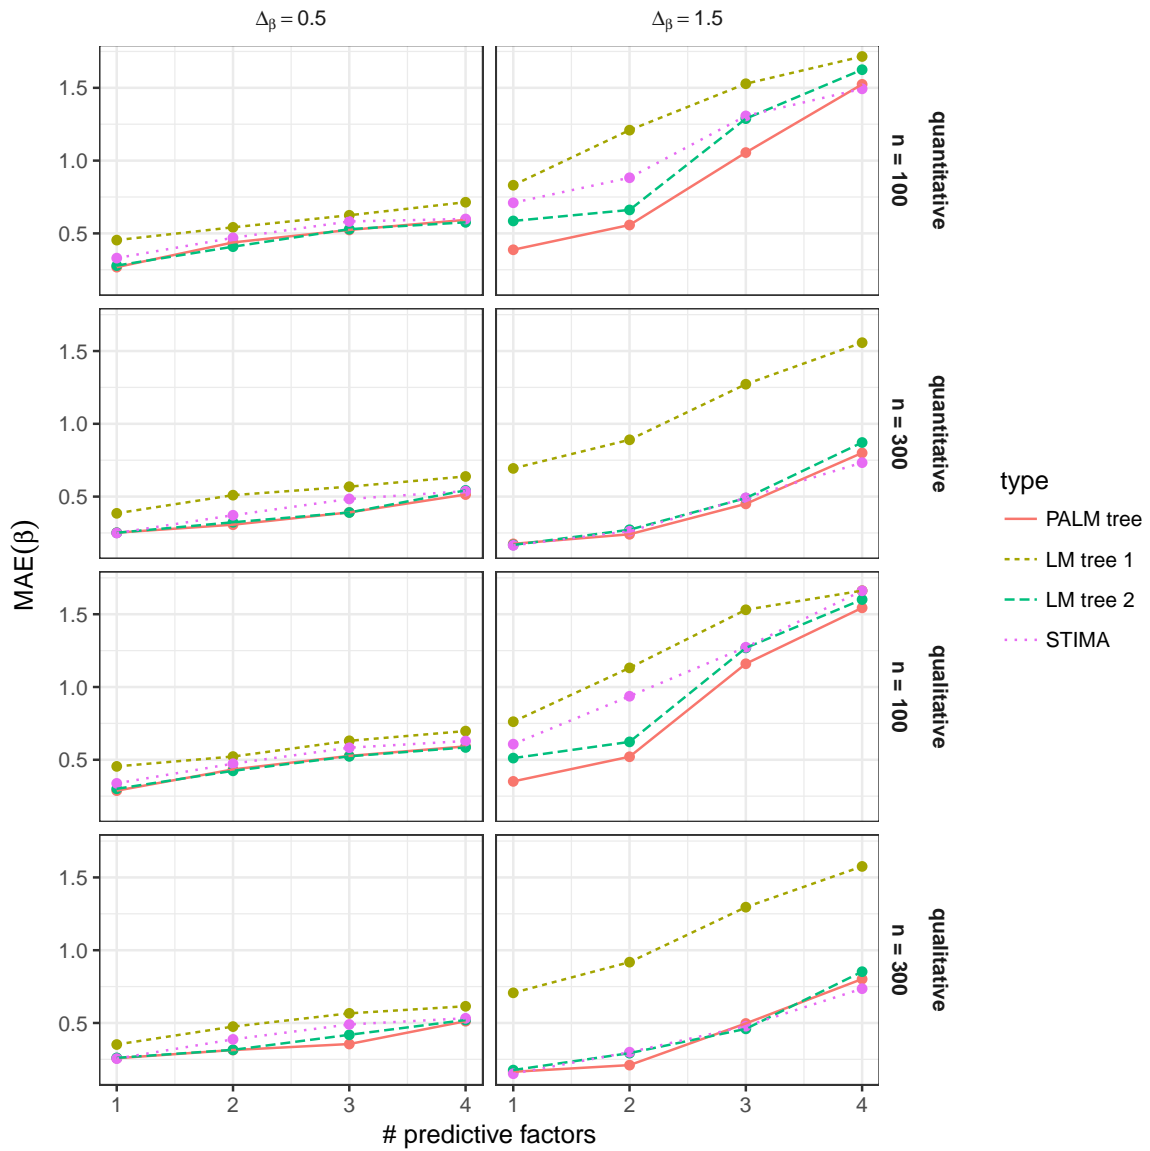 Δβ = 0.5
Δβ = 1.5
1.5
1.0
0.5
quantitative
n = 100
1.5
1.0
0.5
quantitative
n = 300
1.5
1.0
0.5
qualitative
n = 100
1.5
1.0
0.5
qualitative
n = 300
1 2 3 4
1 2 3 4
# predictive factors
MAE(β)
type
PALM tree
LM tree 1
LM tree 2
STIMA